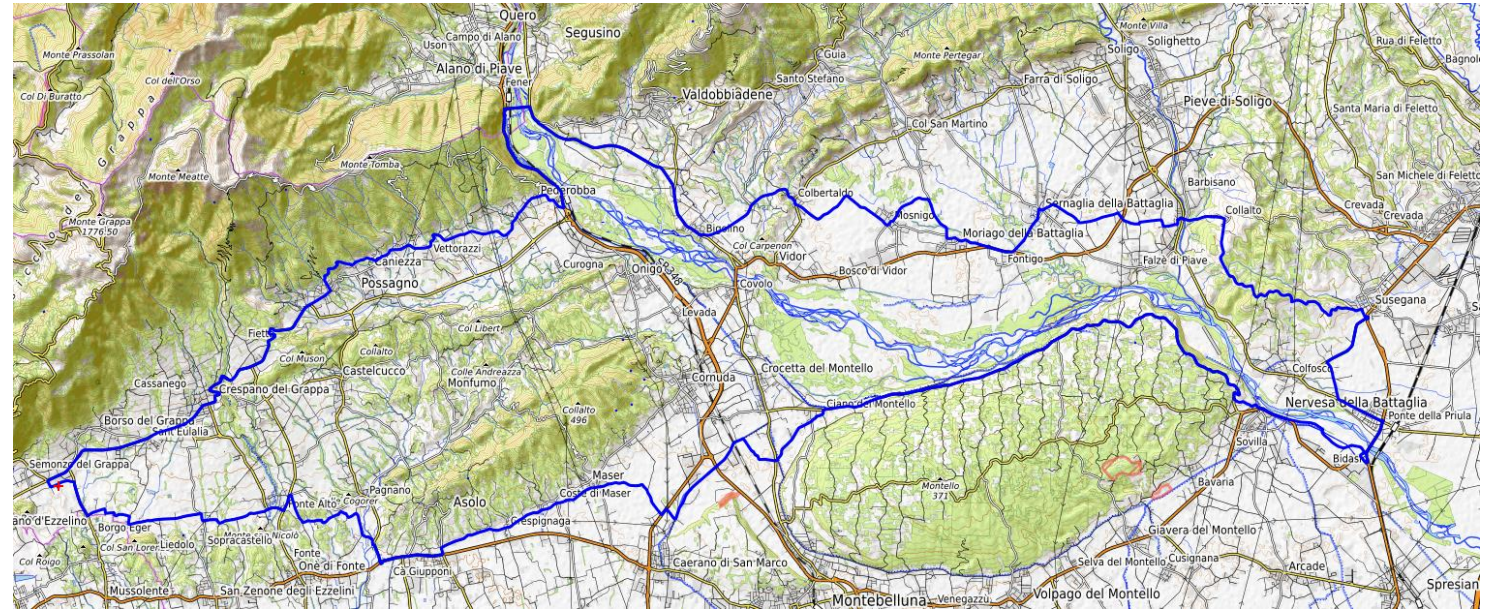 Quero
Segusino
Monte Villa
Campo di Alano
Uson
Soligo
Solighetto
Rua di Feletto
Monte Prassolan
Col dell'Orso
Guia
Monte Pertegar
Alano di Piave
Fener
Santo Stefano
Farra di Soligo
Col Di Buratto
Valdobbiadene
Pieve di Soligo
Santa Maria di Feletto
Col San Martino
Monte Tomba
Monte Meatte
San Michele di Feletto
Barbisano
Pederobba
Colbertaldo
Sernaglia della Battaglia
Collalto
Crevada
Crevada
Monte Grappa
1776.50
Mosnigo
Bigolino
Moriago della Battaglia
Vettorazzi
Col Carpenon
Vidor
Caniezza
Curogna
Onigo
SR 348
Bosco di Vidor
Fontigo
Falzè di Piave
Possagno
Covolo
Susegana
Levada
Col Muson
Col Libert
Collalto
Castelcucco
Colle Andreazza
Monfumo
Crocetta del Montello
Colfosco
Cassanego
Crespano del Grappa
Cornuda
Ciano del Montello
Nervesa della Battaglia
Collalto
496
Ponte della Priula
Borso del Grappa
Sant'Eulalia
Sovilla
Semonzo del Grappa
Maser
Bidasio
Coste di Maser
Montello
371
Bavaria
Pagnano
Cogorer
Asolo
Fonte Alto
Crespignaga
Borgo Eger
Giavera del Montello
Sopracastello
Liedolo
Fonte
Cusignana
Col Roigo
Onè di Fonte
Cà Giupponi
Caerano di San Marco
Selva del Montello
Arcade
Mussolente
San Zenone degli Ezzelini
Montebelluna
Venegazzù
Volpago del Montello